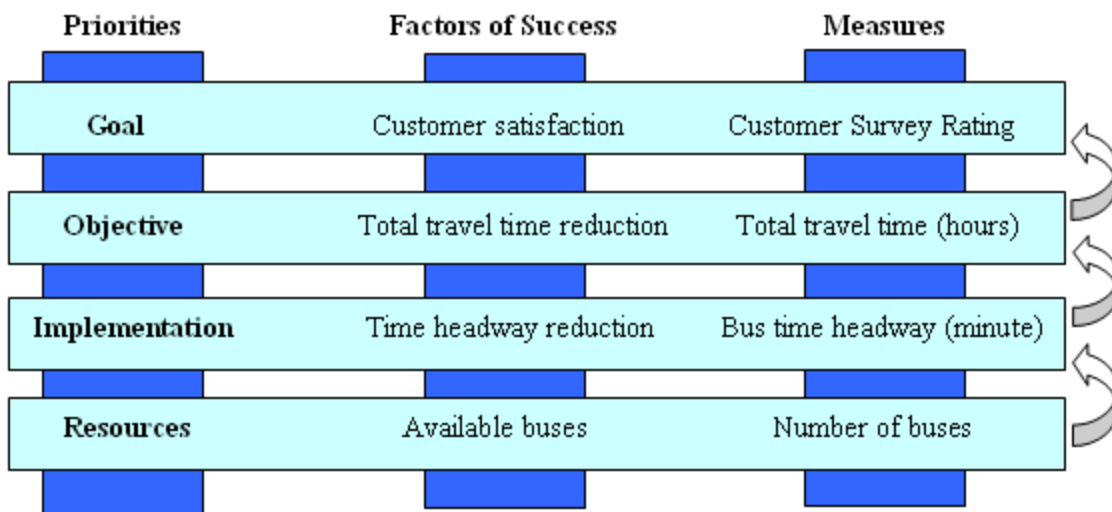 Priorities Factors of Success Measures
Goal Customer satisfaction Customer Survey Rating
Objective Total travel time reduction Total travel time (hours)
Implementation Time headway reduction Bus time headway (minute)
Resources Available buses Number of buses